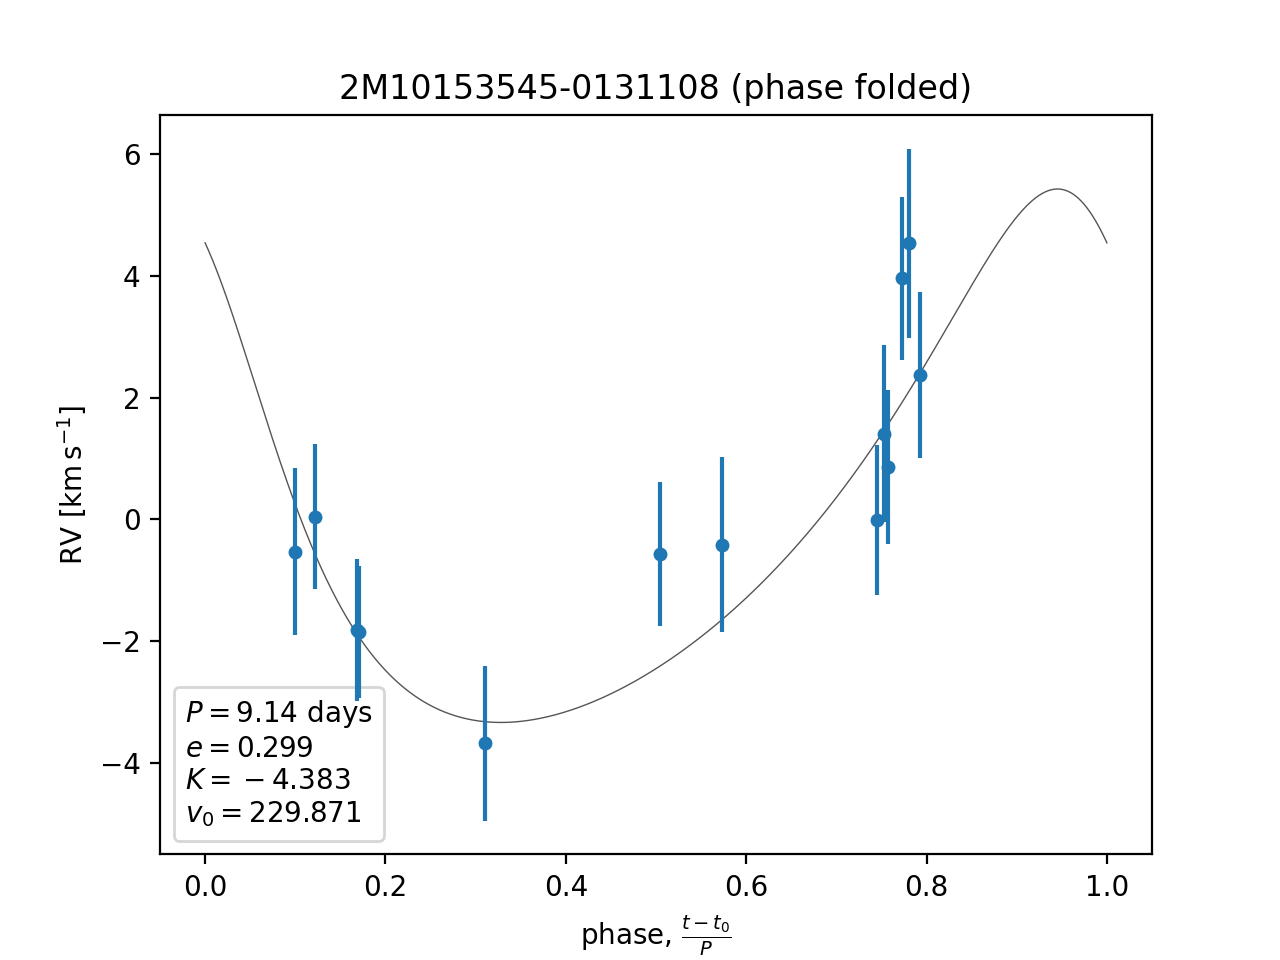 2M10153545-0131108 (phase folded)
RV [km s⁻¹]
6
4
2
0
−2
−4
P = 9.14 days
e = 0.299
K = −4.383
v₀ = 229.871
0.0 0.2 0.4 0.6 0.8 1.0
phase, (t − t₀)/P